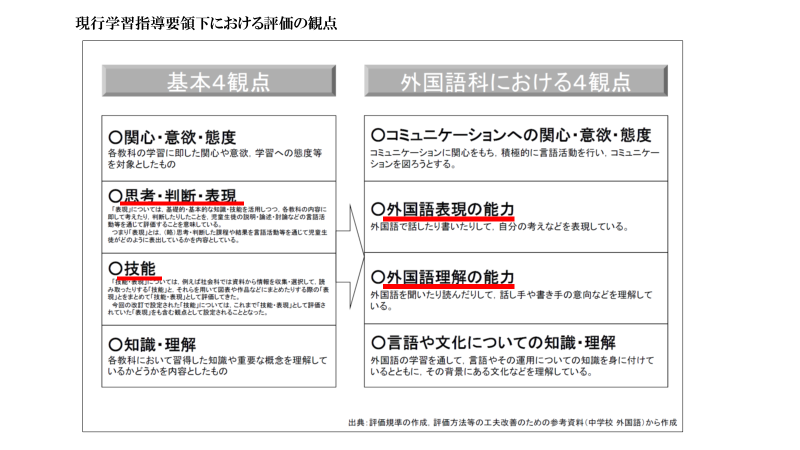 現行学習指導要領下における評価の観点
基本４観点
〇関心・意欲・態度
各教科の学習に即した関心や意欲，学習への態度等
を対象としたもの
〇思考・判断・表現
「表現」については，基礎的・基本的な知識・技能を活用しつつ，各教科の内容に
即して考えたり，判断したりしたことを，児童生徒の説明・論述・討論などの言語活
動等を通じて評価することを意味している。
つまり「表現」とは，（略）思考・判断した過程や結果を言語活動等を通じて児童生
徒がどのように表出しているかを内容としている。
〇技能
「技能・表現」については，例えば社会科では資料から情報を収集・選択して，読
み取ったりする「技能」と，それらを用いて図表や作品などにまとめたりする際の「表
現」とをまとめて「技能・表現」として評価してきた。
今回の改訂で設定された「技能」については，これまで「技能・表現」として評価さ
れていた「表現」をも含む観点として設定されることとなった。
〇知識・理解
各教科において習得した知識や重要な概念を理解して
いるかどうかを内容としたもの
外国語科における４観点
〇コミュニケーションへの関心・意欲・態度
コミュニケーションに関心をもち，積極的に言語活動を行い，コミュニケー
ションを図ろうとする。
〇外国語表現の能力
外国語で話したり書いたりして，自分の考えなどを表現している。
〇外国語理解の能力
外国語を聞いたり読んだりして，話し手や書き手の意向などを理解して
いる。
〇言語や文化についての知識・理解
外国語の学習を通して，言語やその運用についての知識を身に付けて
いるとともに，その背景にある文化などを理解している。
出典：評価規準の作成，評価方法等の工夫改善のための参考資料（中学校 外国語）から作成